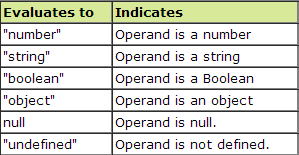 Evaluates to Indicates
"number" Operand is a number
"string" Operand is a string
"boolean" Operand is a Boolean
"object" Operand is an object
null Operand is null.
"undefined" Operand is not defined.